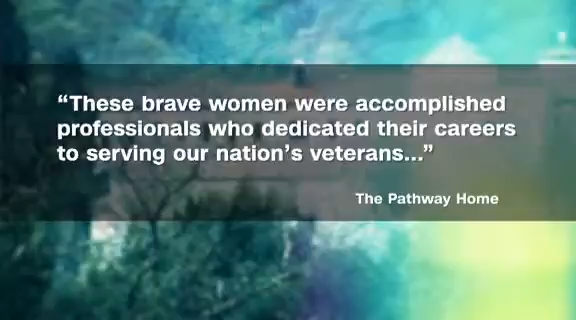 “These brave women were accomplished
professionals who dedicated their careers
to serving our nation’s veterans...”
The Pathway Home